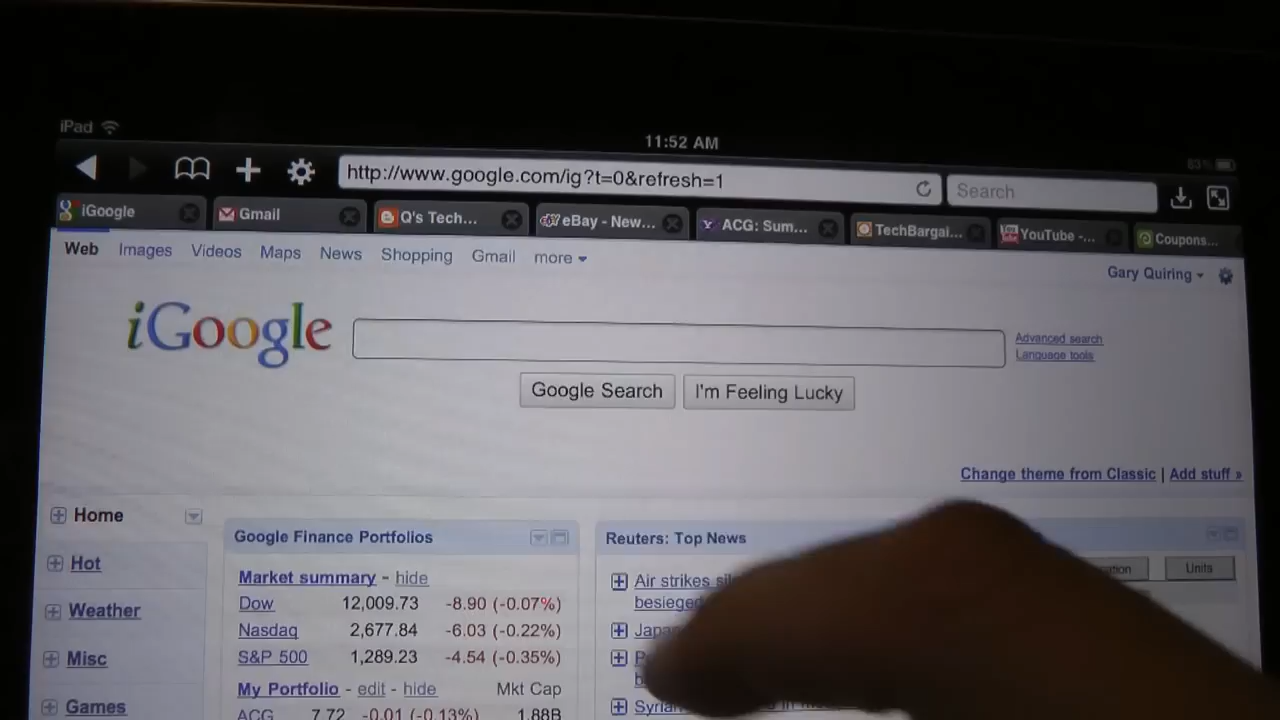 iPad
11:52 AM
83%
http://www.google.com/ig?t=0&refresh=1
Search
iGoogle
Gmail
Q's Tech...
eBay - New...
ACG: Sum...
TechBargai...
YouTube -...
Coupons...
Web Images Videos Maps News Shopping Gmail more
Gary Quiring
iGoogle
Advanced search
Language tools
Google Search
I'm Feeling Lucky
Change theme from Classic | Add stuff »
Home
Hot
Weather
Misc
Games
Google Finance Portfolios
Market summary - hide
Dow 12,009.73 -8.90 (-0.07%)
Nasdaq 2,677.84 -6.03 (-0.22%)
S&P 500 1,289.23 -4.54 (-0.35%)
My Portfolio - edit - hide Mkt Cap
ACG 7.72 -0.01 (-0.13%) 1.88B
Reuters: Top News
Air strikes
besieged
Syrian
Units